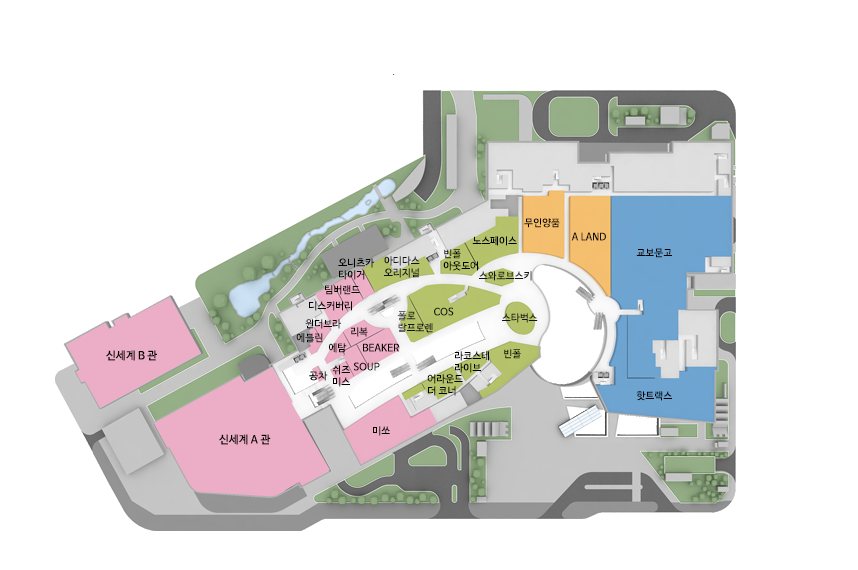 노스페이스
무인양품
A LAND
교보문고
빈폴
아웃도어
스와로브스키
아디다스
오리지널
오니츠카
타이거
팀버랜드
디스커버리
원더브라
에블린
리복
에탐
BEAKER
폴로
랄프로렌
COS
스타벅스
신세계 B 관
공차
쉬즈
미스
SOUP
라코스테
라이브
빈폴
어라운드
더 코너
핫트랙스
미쏘
신세계 A 관